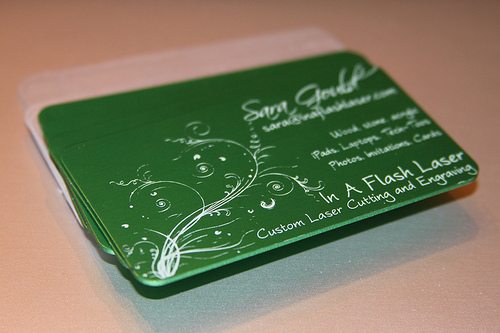 Sara Gould
sara@inaflashlaser.com
Wood stone acrylic
iPads, Laptops, Tech-Toys
Photos, Invitations, Cards
In A Flash Laser
Custom Laser Cutting and Engraving